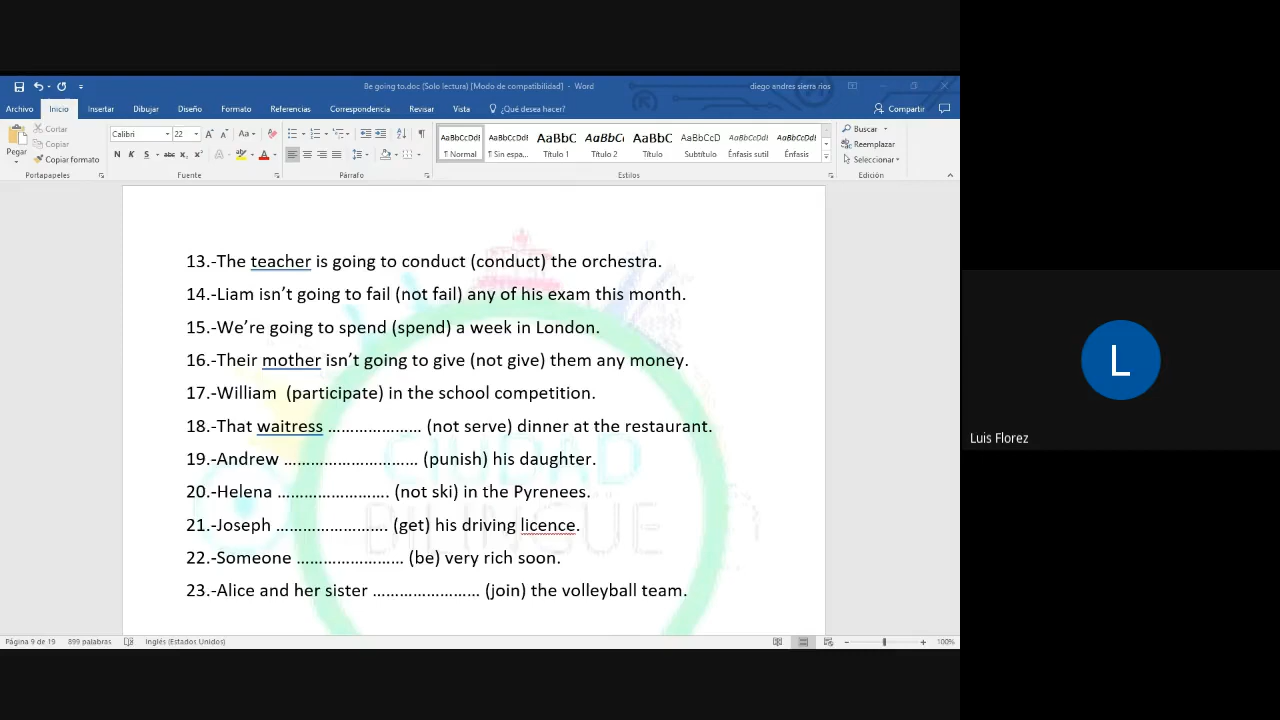 Be going to.doc (Solo lectura) [Modo de compatibilidad] - Word
diego andres sierra rios
Archivo Inicio Insertar Dibujar Diseño Formato Referencias Correspondencia Revisar Vista ¿Qué desea hacer? Compartir
Pegar
Cortar
Copiar
Copiar formato
Portapapeles
Calibri 22
N K S abc x₂ x²
Fuente
Párrafo
AaBbCcDdI AaBbCcDdI AaBbC AaBbC AaBbC AaBbCcD AaBbCcDdI AaBbCcDdI
¶ Normal ¶ Sin espa... Título 1 Título 2 Título Subtítulo Énfasis sutil Énfasis
Estilos
Buscar
Reemplazar
Seleccionar
Edición
13.-The teacher is going to conduct (conduct) the orchestra.
14.-Liam isn’t going to fail (not fail) any of his exam this month.
15.-We’re going to spend (spend) a week in London.
16.-Their mother isn’t going to give (not give) them any money.
17.-William (participate) in the school competition.
18.-That waitress ………………… (not serve) dinner at the restaurant.
19.-Andrew ………………………… (punish) his daughter.
20.-Helena ……………………. (not ski) in the Pyrenees.
21.-Joseph ……………………. (get) his driving licence.
22.-Someone …………………… (be) very rich soon.
23.-Alice and her sister …………………… (join) the volleyball team.
CIUDAD
BILINGÜE
Página 9 de 19 899 palabras Inglés (Estados Unidos) 100%
L
Luis Florez